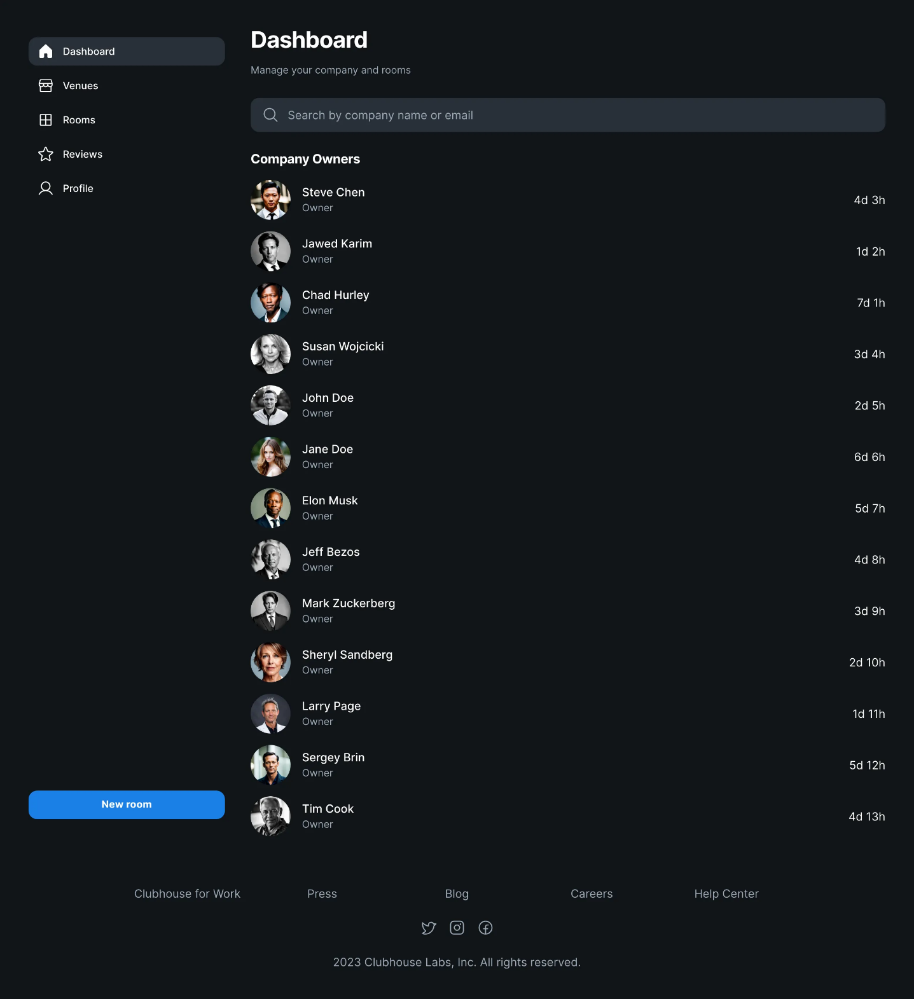 Dashboard
Venues
Rooms
Reviews
Profile
New room
Dashboard
Manage your company and rooms
Search by company name or email
Company Owners
Steve Chen
Owner
4d 3h
Jawed Karim
Owner
1d 2h
Chad Hurley
Owner
7d 1h
Susan Wojcicki
Owner
3d 4h
John Doe
Owner
2d 5h
Jane Doe
Owner
6d 6h
Elon Musk
Owner
5d 7h
Jeff Bezos
Owner
4d 8h
Mark Zuckerberg
Owner
3d 9h
Sheryl Sandberg
Owner
2d 10h
Larry Page
Owner
1d 11h
Sergey Brin
Owner
5d 12h
Tim Cook
Owner
4d 13h
Clubhouse for Work
Press
Blog
Careers
Help Center
2023 Clubhouse Labs, Inc. All rights reserved.